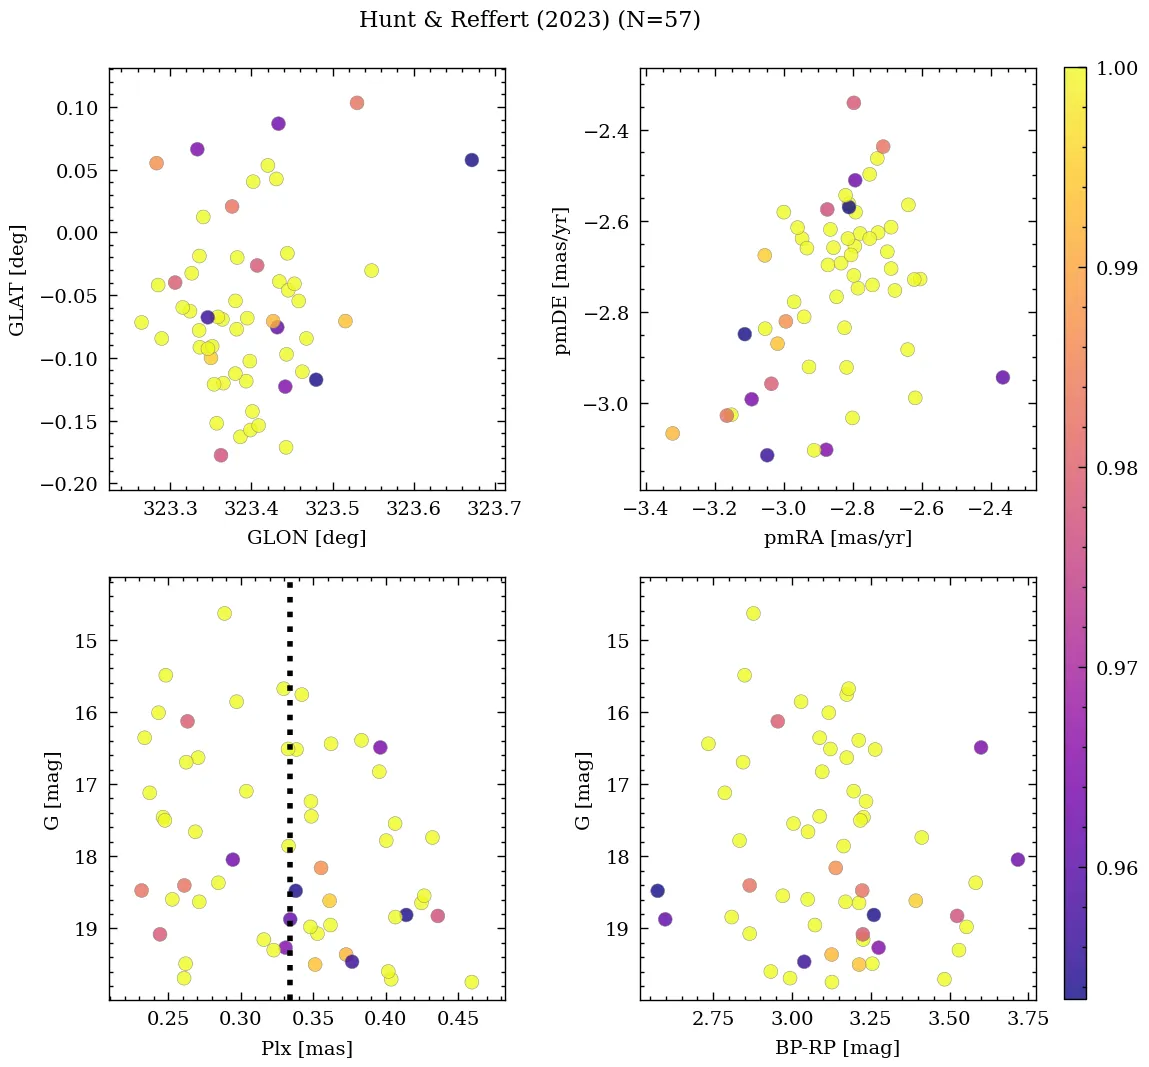 Hunt & Reffert (2023) (N=57)
0.10
0.05
0.00
−0.05
−0.10
−0.15
−0.20
GLAT [deg]
323.3 323.4 323.5 323.6 323.7
GLON [deg]
−2.4
−2.6
−2.8
−3.0
pmDE [mas/yr]
−3.4 −3.2 −3.0 −2.8 −2.6 −2.4
pmRA [mas/yr]
1.00
0.99
0.98
0.97
0.96
15
16
17
18
19
G [mag]
0.25 0.30 0.35 0.40 0.45
Plx [mas]
15
16
17
18
19
G [mag]
2.75 3.00 3.25 3.50 3.75
BP-RP [mag]